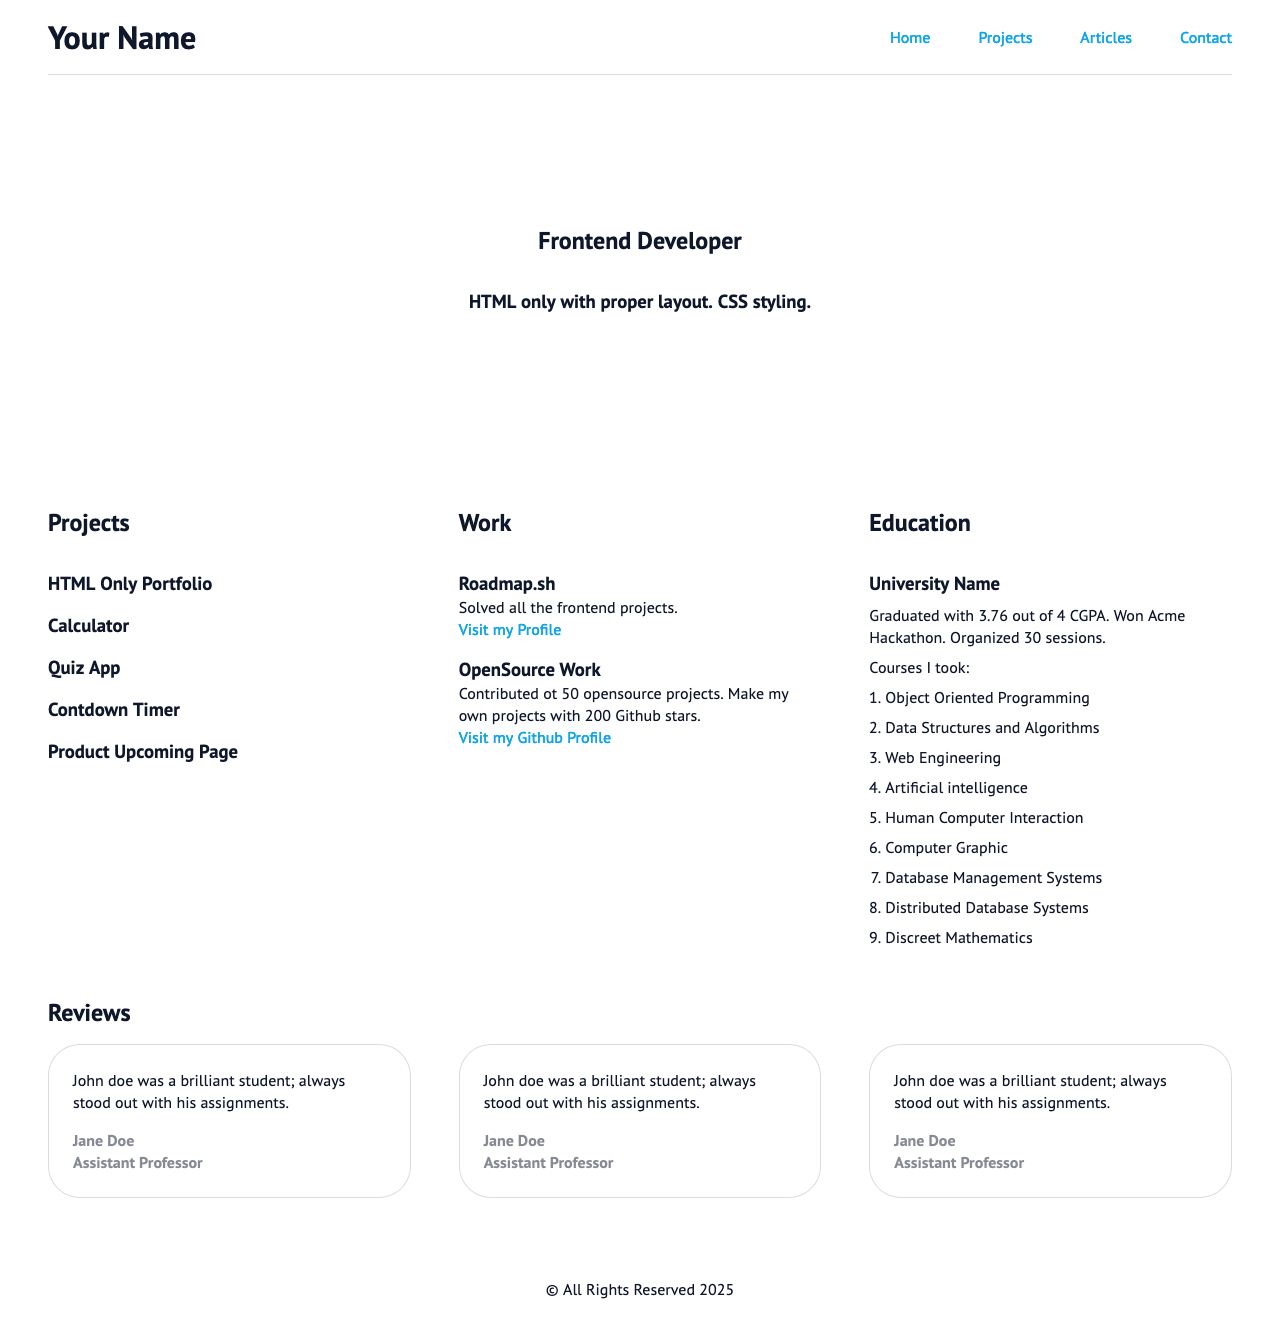 Your Name
Home
Projects
Articles
Contact
Frontend Developer
HTML only with proper layout. CSS styling.
Projects
HTML Only Portfolio
Calculator
Quiz App
Contdown Timer
Product Upcoming Page
Work
Roadmap.sh
Solved all the frontend projects.
Visit my Profile
OpenSource Work
Contributed ot 50 opensource projects. Make my
own projects with 200 Github stars.
Visit my Github Profile
Education
University Name
Graduated with 3.76 out of 4 CGPA. Won Acme
Hackathon. Organized 30 sessions.
Courses I took:
1. Object Oriented Programming
2. Data Structures and Algorithms
3. Web Engineering
4. Artificial intelligence
5. Human Computer Interaction
6. Computer Graphic
7. Database Management Systems
8. Distributed Database Systems
9. Discreet Mathematics
Reviews
John doe was a brilliant student; always
stood out with his assignments.
Jane Doe
Assistant Professor
John doe was a brilliant student; always
stood out with his assignments.
Jane Doe
Assistant Professor
John doe was a brilliant student; always
stood out with his assignments.
Jane Doe
Assistant Professor
© All Rights Reserved 2025